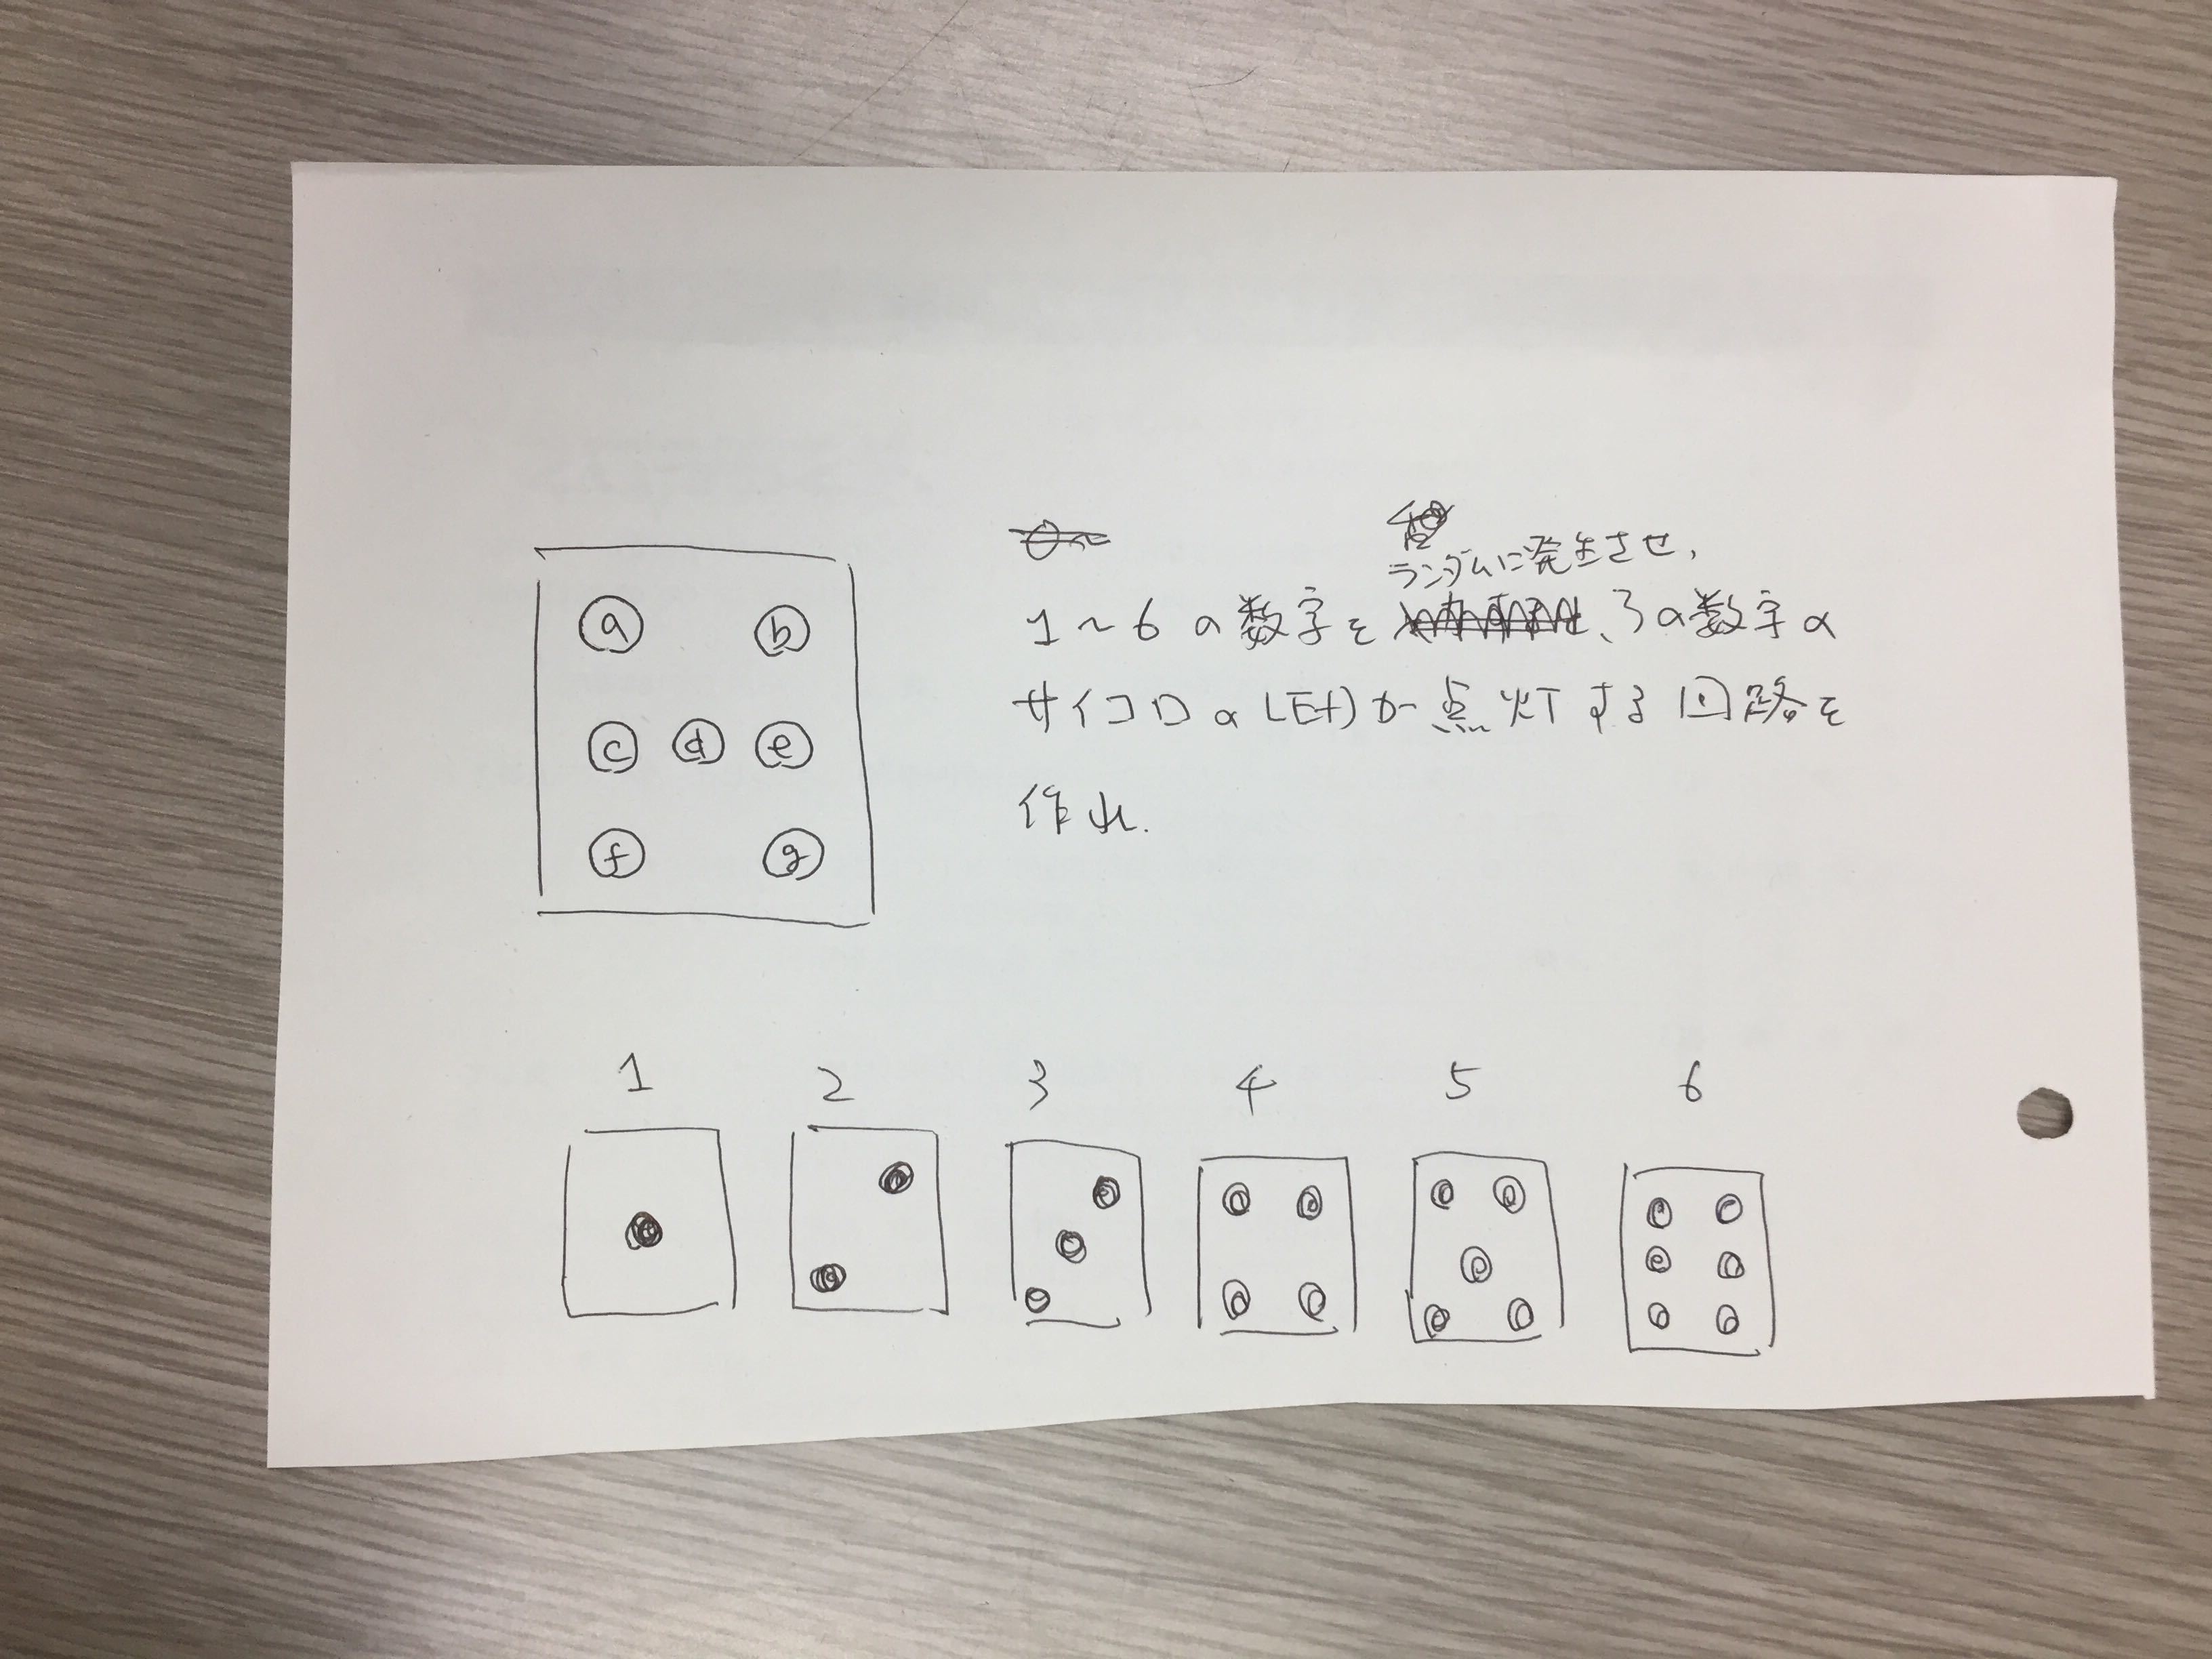 a b
c d e
f g
ランダムに発生させ,
1～6の数字を、その数字の
サイコロのLEDが点灯する回路を
作れ.
1 2 3 4 5 6